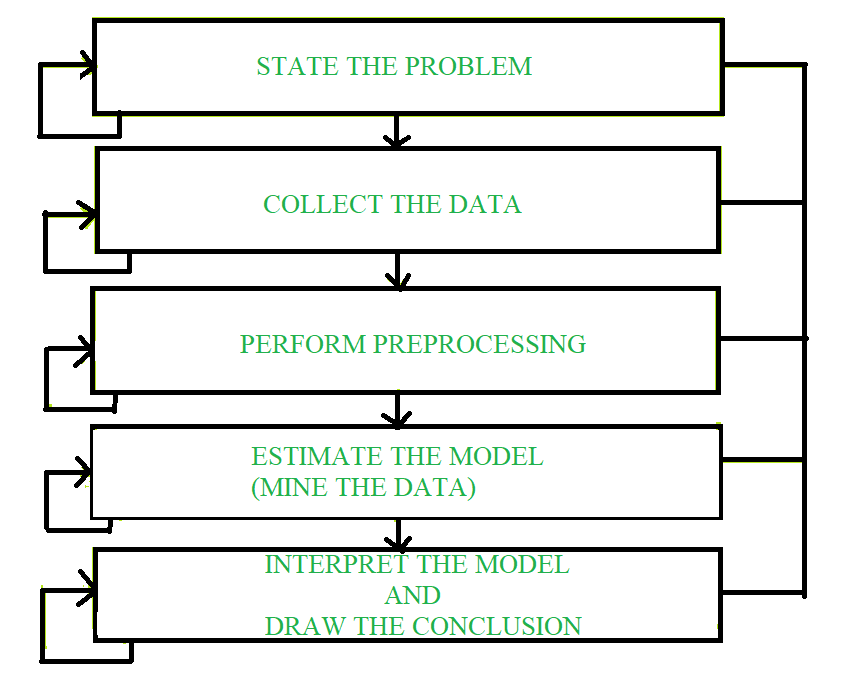 STATE THE PROBLEM
COLLECT THE DATA
PERFORM PREPROCESSING
ESTIMATE THE MODEL
(MINE THE DATA)
INTERPRET THE MODEL
AND
DRAW THE CONCLUSION